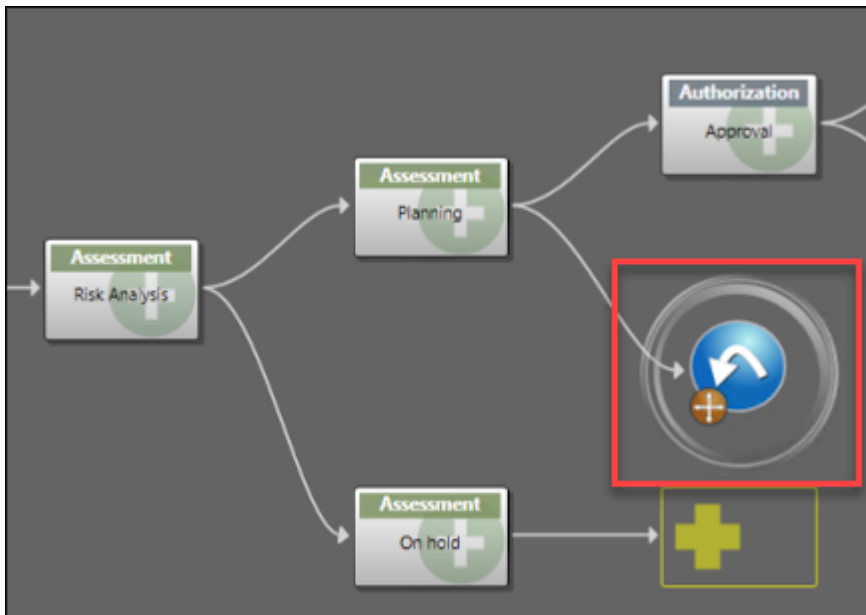 Authorization
Approval
Assessment
Planning
Assessment
Risk Analysis
Assessment
On hold